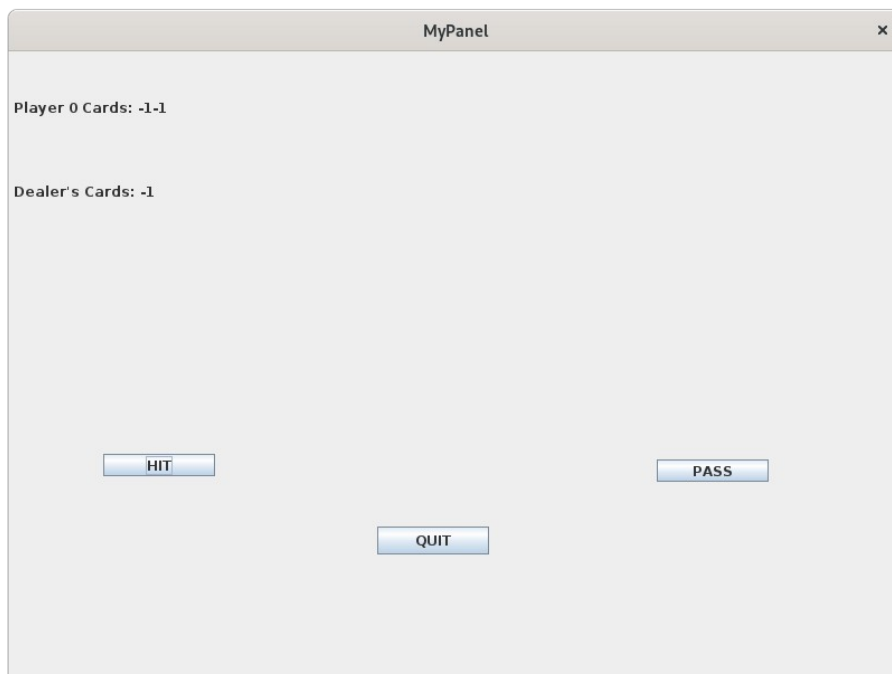 MyPanel
Player 0 Cards: -1-1
Dealer's Cards: -1
HIT
PASS
QUIT